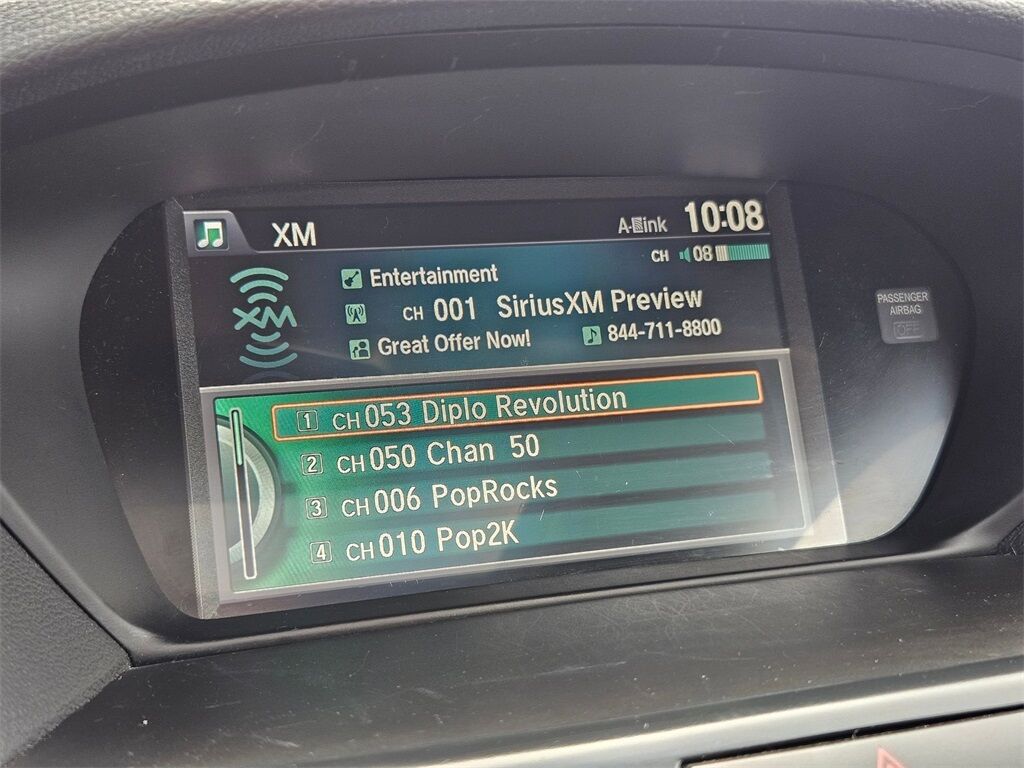 XM
A-Link 10:08
CH 08
XM
Entertainment
CH 001 SiriusXM Preview
Great Offer Now! 844-711-8800
1 CH 053 Diplo Revolution
2 CH 050 Chan 50
3 CH 006 PopRocks
4 CH 010 Pop2K
PASSENGER
AIRBAG
OFF